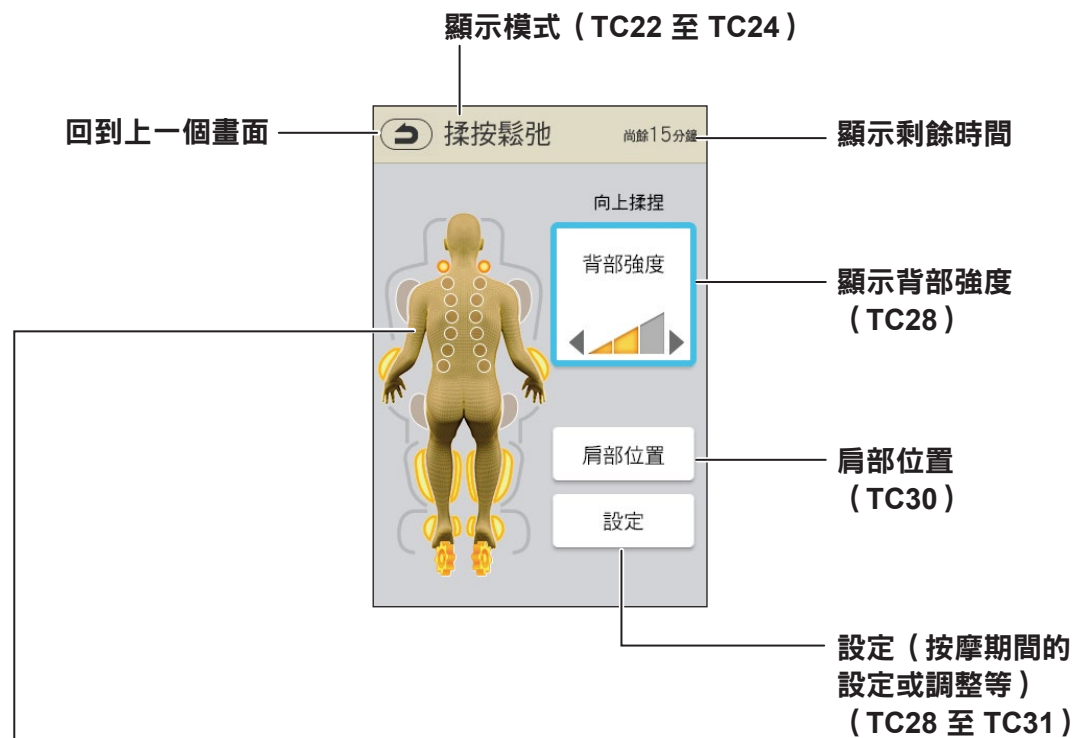 顯示模式（TC22 至 TC24）
回到上一個畫面
揉按鬆弛
尚餘15分鐘
顯示剩餘時間
向上揉捏
背部強度
顯示背部強度
（TC28）
肩部位置
肩部位置
（TC30）
設定
設定（按摩期間的
設定或調整等）
（TC28 至 TC31）